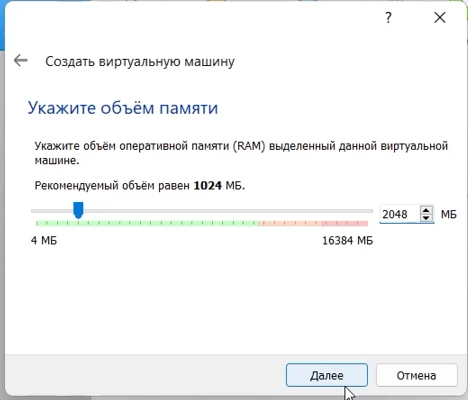 ?
Создать виртуальную машину
Укажите объём памяти
Укажите объём оперативной памяти (RAM) выделенный данной виртуальной
машине.
Рекомендуемый объём равен 1024 МБ.
2048 МБ
4 МБ 16384 МБ
Далее Отмена